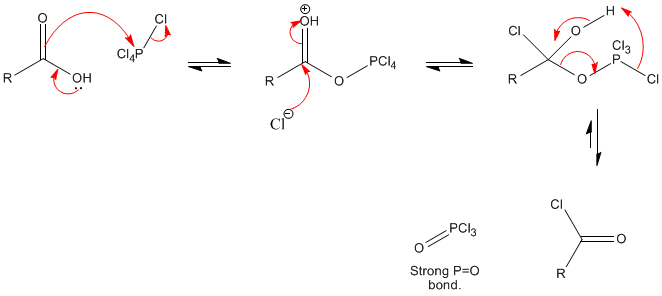 O
Cl
Cl₄P
R
OH
⊕
OH
R
O
PCl₄
Cl⊖
Cl
O
H
R
O
P
Cl₃
Cl
O
PCl₃
Strong P=O
bond.
Cl
O
R